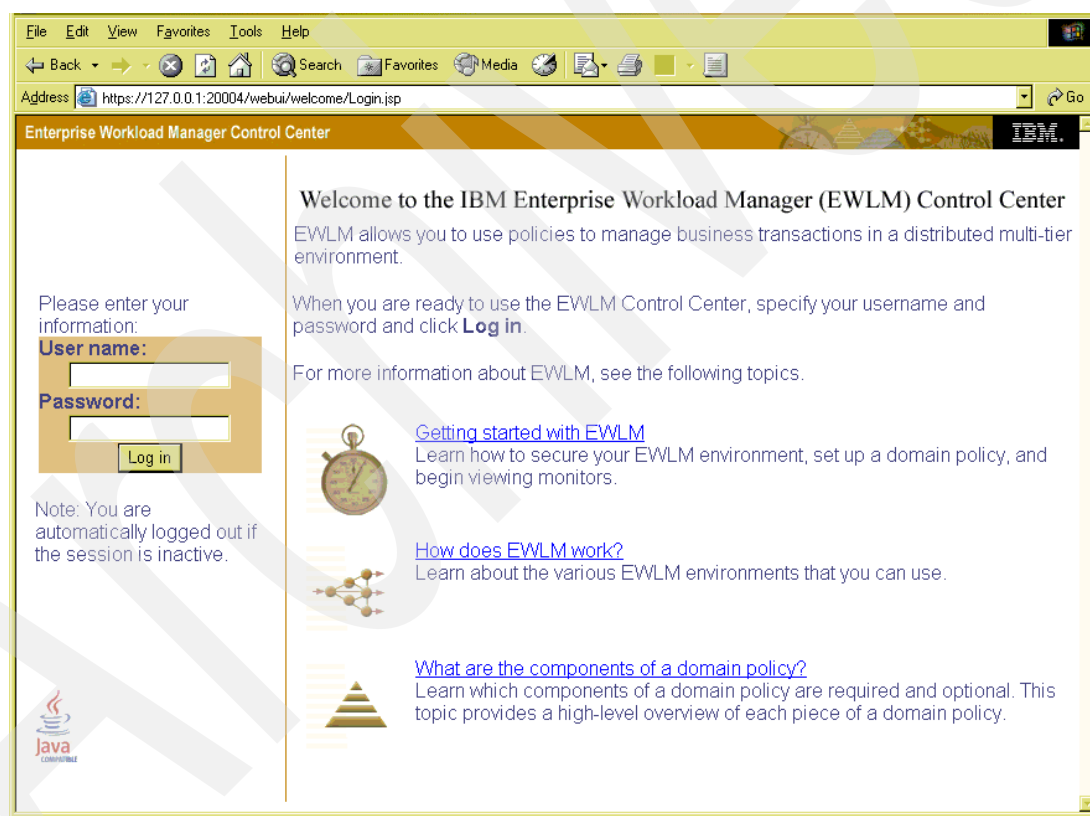 File Edit View Favorites Tools Help
Back Search Favorites Media
Address https://127.0.0.1:20004/webui/welcome/Login.jsp Go
Enterprise Workload Manager Control Center IBM.
Welcome to the IBM Enterprise Workload Manager (EWLM) Control Center
EWLM allows you to use policies to manage business transactions in a distributed multi-tier
environment.
Please enter your
information:
User name:
Password:
Log in
Note: You are
automatically logged out if
the session is inactive.
When you are ready to use the EWLM Control Center, specify your username and
password and click Log in.
For more information about EWLM, see the following topics.
Getting started with EWLM
Learn how to secure your EWLM environment, set up a domain policy, and
begin viewing monitors.
How does EWLM work?
Learn about the various EWLM environments that you can use.
What are the components of a domain policy?
Learn which components of a domain policy are required and optional. This
topic provides a high-level overview of each piece of a domain policy.
Java
COMPATIBLE